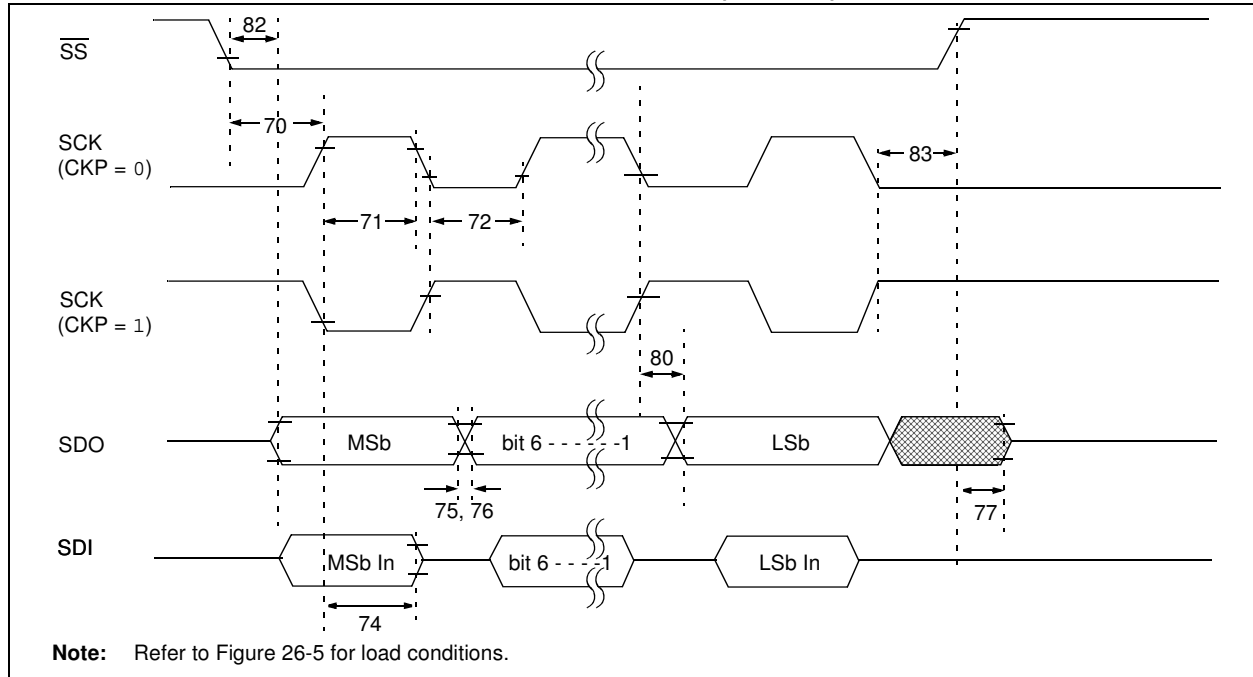 82
SS
70
SCK
(CKP = 0)
83
71
72
SCK
(CKP = 1)
80
SDO
MSb
bit 6 - - - - - -1
LSb
75, 76
77
SDI
MSb In
bit 6 - - - -1
LSb In
74
Note: Refer to Figure 26-5 for load conditions.